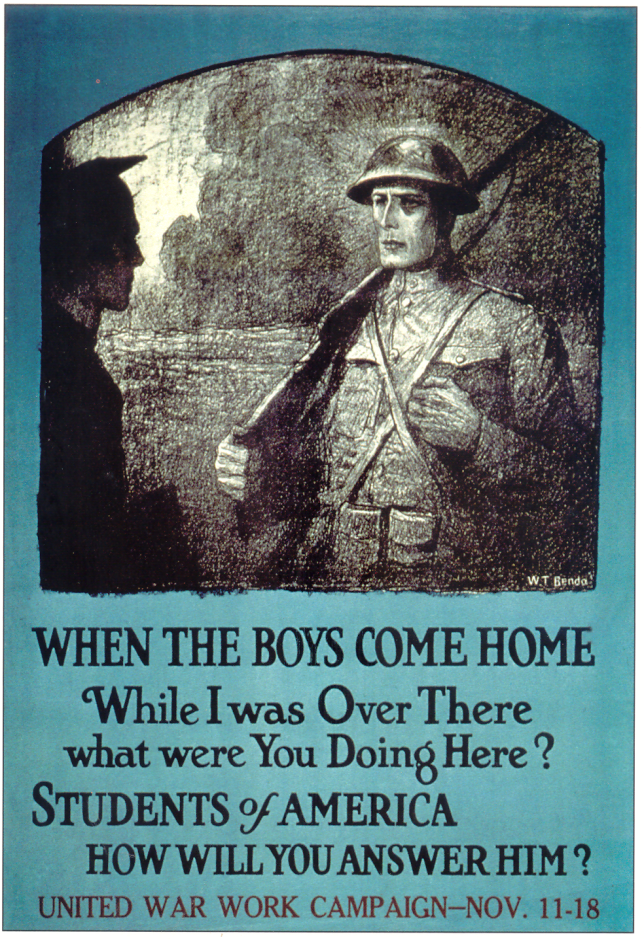 W T Benda
WHEN THE BOYS COME HOME
While I was Over There
what were You Doing Here?
STUDENTS of AMERICA
HOW WILL YOU ANSWER HIM?
UNITED WAR WORK CAMPAIGN—NOV. 11-18